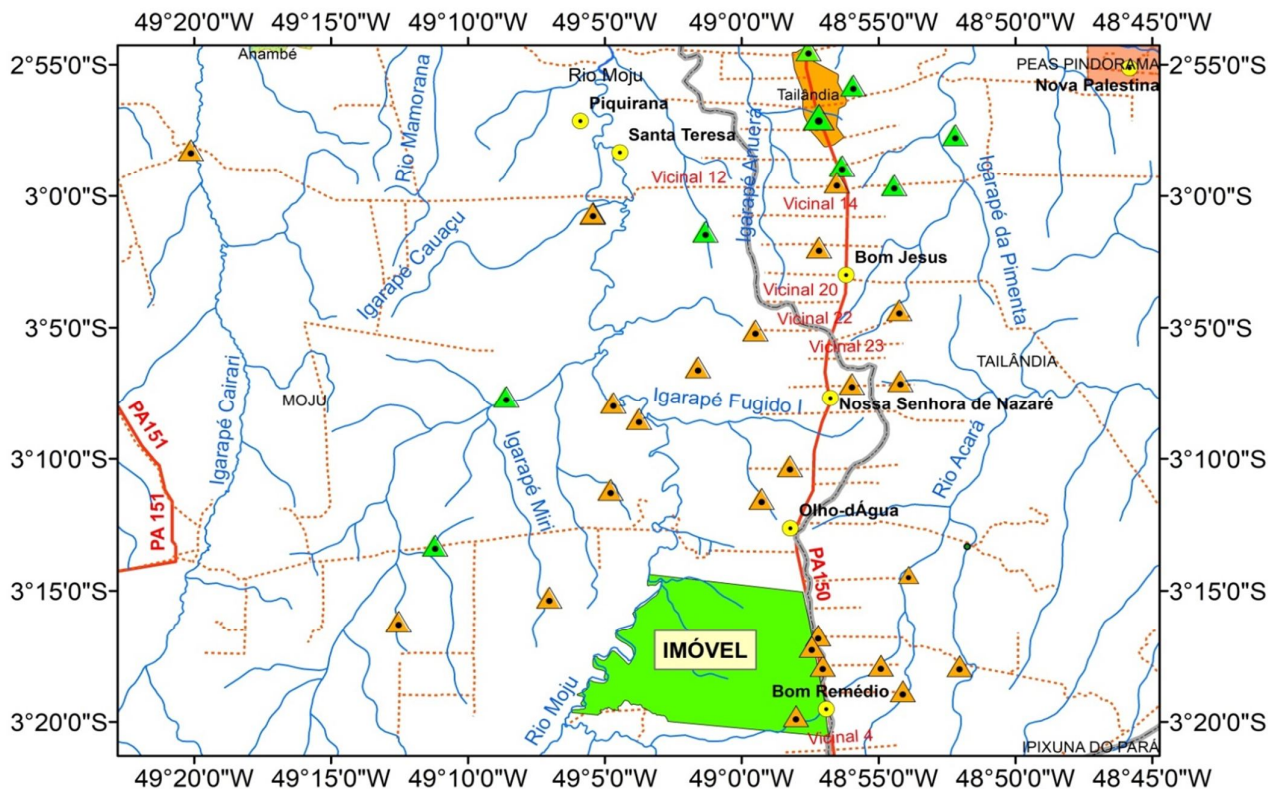 49°20'0"W
49°15'0"W
49°10'0"W
49°5'0"W
49°0'0"W
48°55'0"W
48°50'0"W
48°45'0"W
2°55'0"S
2°55'0"S
Anambé
Rio Moju
PEAS PINDORAMA
Nova Palestina
Rio Mamorana
Piquirana
Tailândia
Santa Teresa
Igarapé Anuerá
3°0'0"S
3°0'0"S
Vicinal 12
Vicinal 14
Igarapé da Pimenta
Igarapé Cauaçu
Bom Jesus
Vicinal 20
3°5'0"S
3°5'0"S
Vicinal 22
Vicinal 23
TAILÂNDIA
Igarapé Cairari
MOJU
Igarapé Fugido I
Nossa Senhora de Nazaré
PA151
3°10'0"S
3°10'0"S
Igarapé Miri
Rio Acará
PA 151
Olho-dÁgua
PA150
3°15'0"S
3°15'0"S
IMÓVEL
Bom Remédio
Rio Moju
3°20'0"S
3°20'0"S
Vicinal 4
IPIXUNA DO PARÁ
49°20'0"W
49°15'0"W
49°10'0"W
49°5'0"W
49°0'0"W
48°55'0"W
48°50'0"W
48°45'0"W